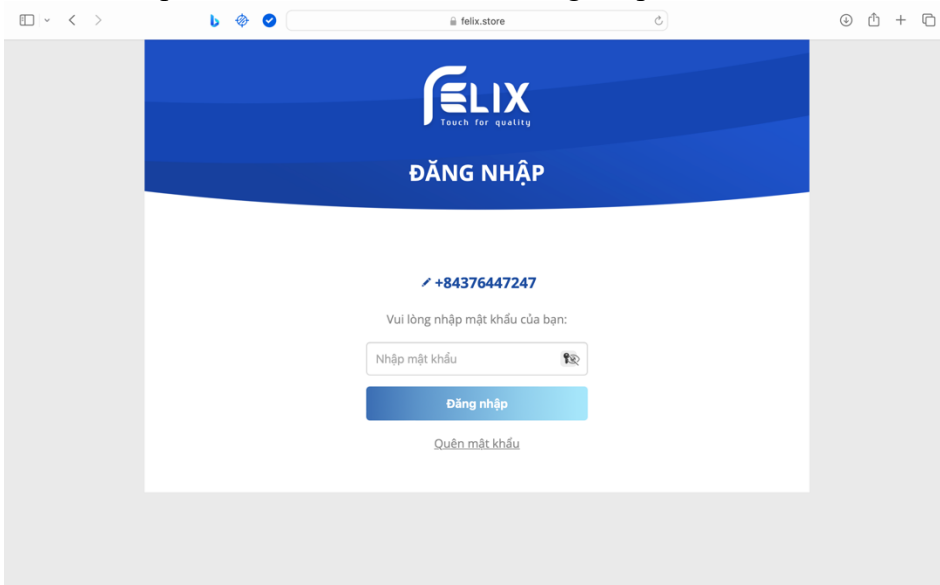 felix.store
FELIX
Touch for quality
ĐĂNG NHẬP
+84376447247
Vui lòng nhập mật khẩu của bạn:
Nhập mật khẩu
Đăng nhập
Quên mật khẩu